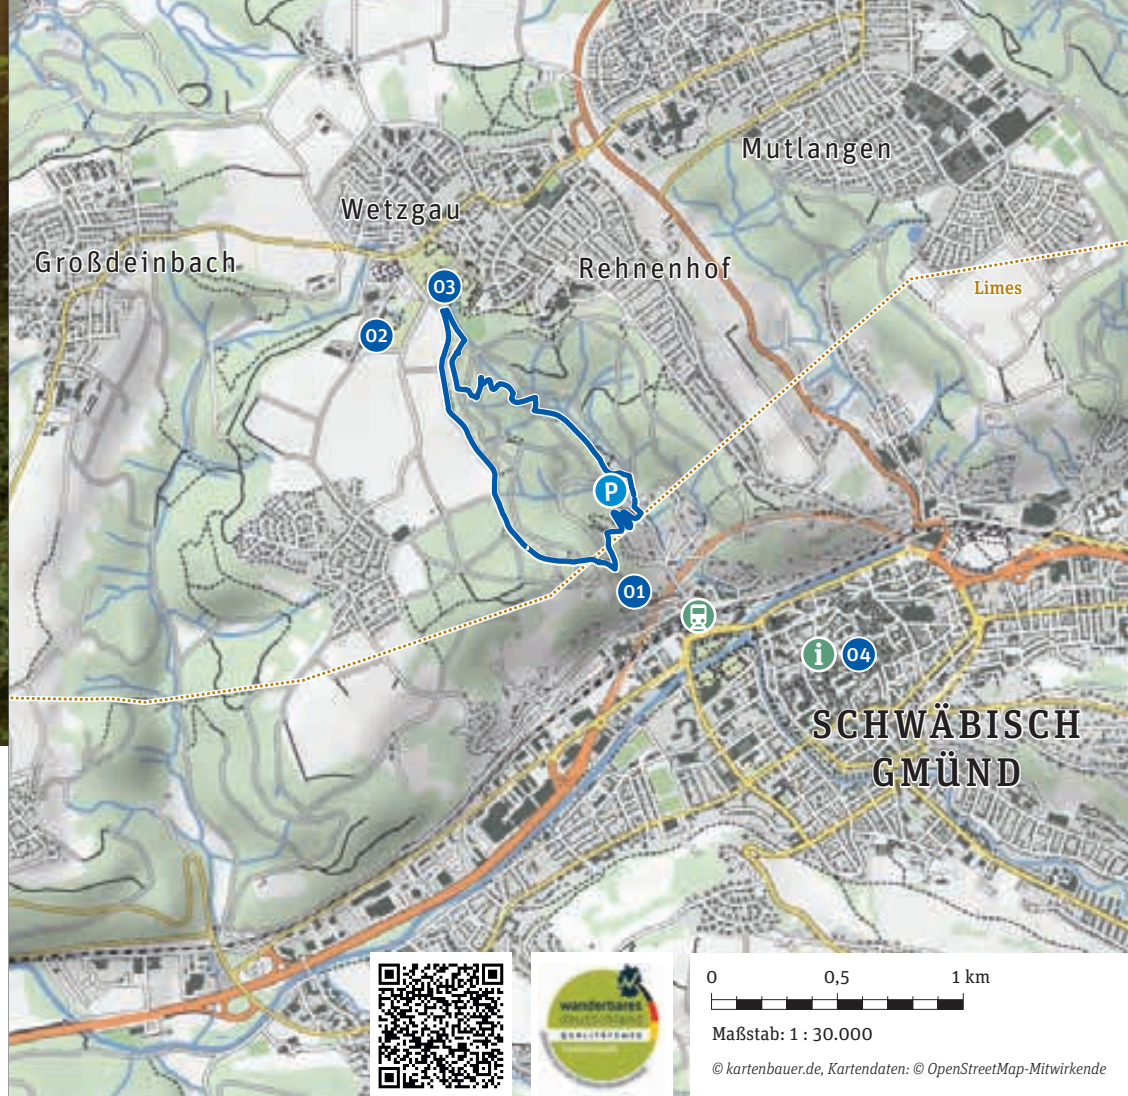 Mutlangen
Wetzgau
Großdeinbach
Rehnenhof
03
Limes
02
P
01
i
04
SCHWÄBISCH
GMÜND
wanderbares
deutschland
QUALITÄTSWEG
0 0,5 1 km
Maßstab: 1 : 30.000
© kartenbauer.de, Kartendaten: © OpenStreetMap-Mitwirkende